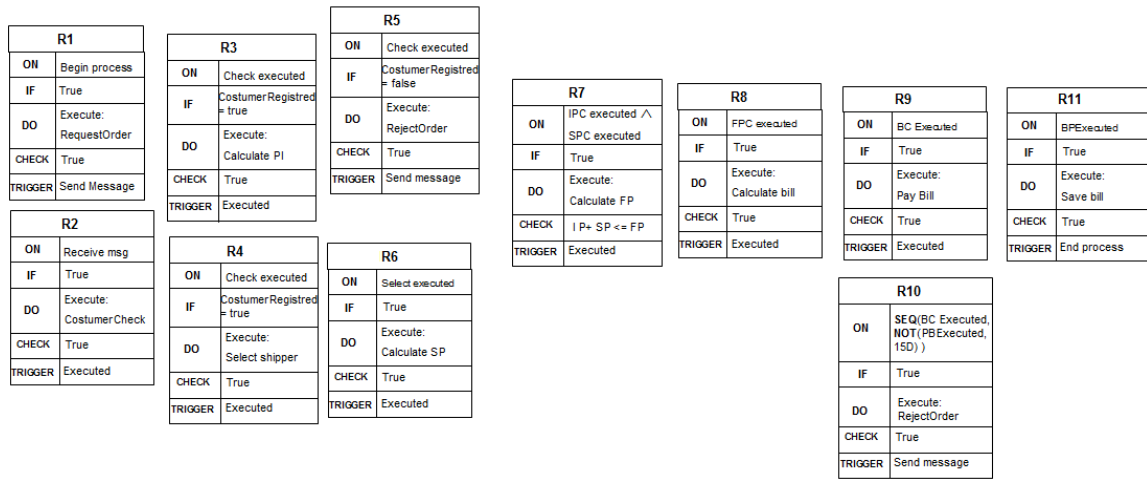 R1
ON Begin process
IF True
DO Execute:
RequestOrder
CHECK True
TRIGGER Send Message
R2
ON Receive msg
IF True
DO Execute:
CostumerCheck
CHECK True
TRIGGER Executed
R3
ON Check executed
IF CostumerRegistred
= true
DO Execute:
Calculate PI
CHECK True
TRIGGER Executed
R4
ON Check executed
IF CostumerRegistred
= true
DO Execute:
Select shipper
CHECK True
TRIGGER Executed
R5
ON Check executed
IF CostumerRegistred
= false
DO Execute:
RejectOrder
CHECK True
TRIGGER Send message
R6
ON Select executed
IF True
DO Execute:
Calculate SP
CHECK True
TRIGGER Executed
R7
ON IPC executed ∧
SPC executed
IF True
DO Execute:
Calculate FP
CHECK I P+ SP <= FP
TRIGGER Executed
R8
ON FPC executed
IF True
DO Execute:
Calculate bill
CHECK True
TRIGGER Executed
R9
ON BC Executed
IF True
DO Execute:
Pay Bill
CHECK True
TRIGGER Executed
R10
ON SEQ(BC Executed,
NOT(PBExecuted,
15D) )
IF True
DO Execute:
RejectOrder
CHECK True
TRIGGER Send message
R11
ON BPExecuted
IF True
DO Execute:
Save bill
CHECK True
TRIGGER End process